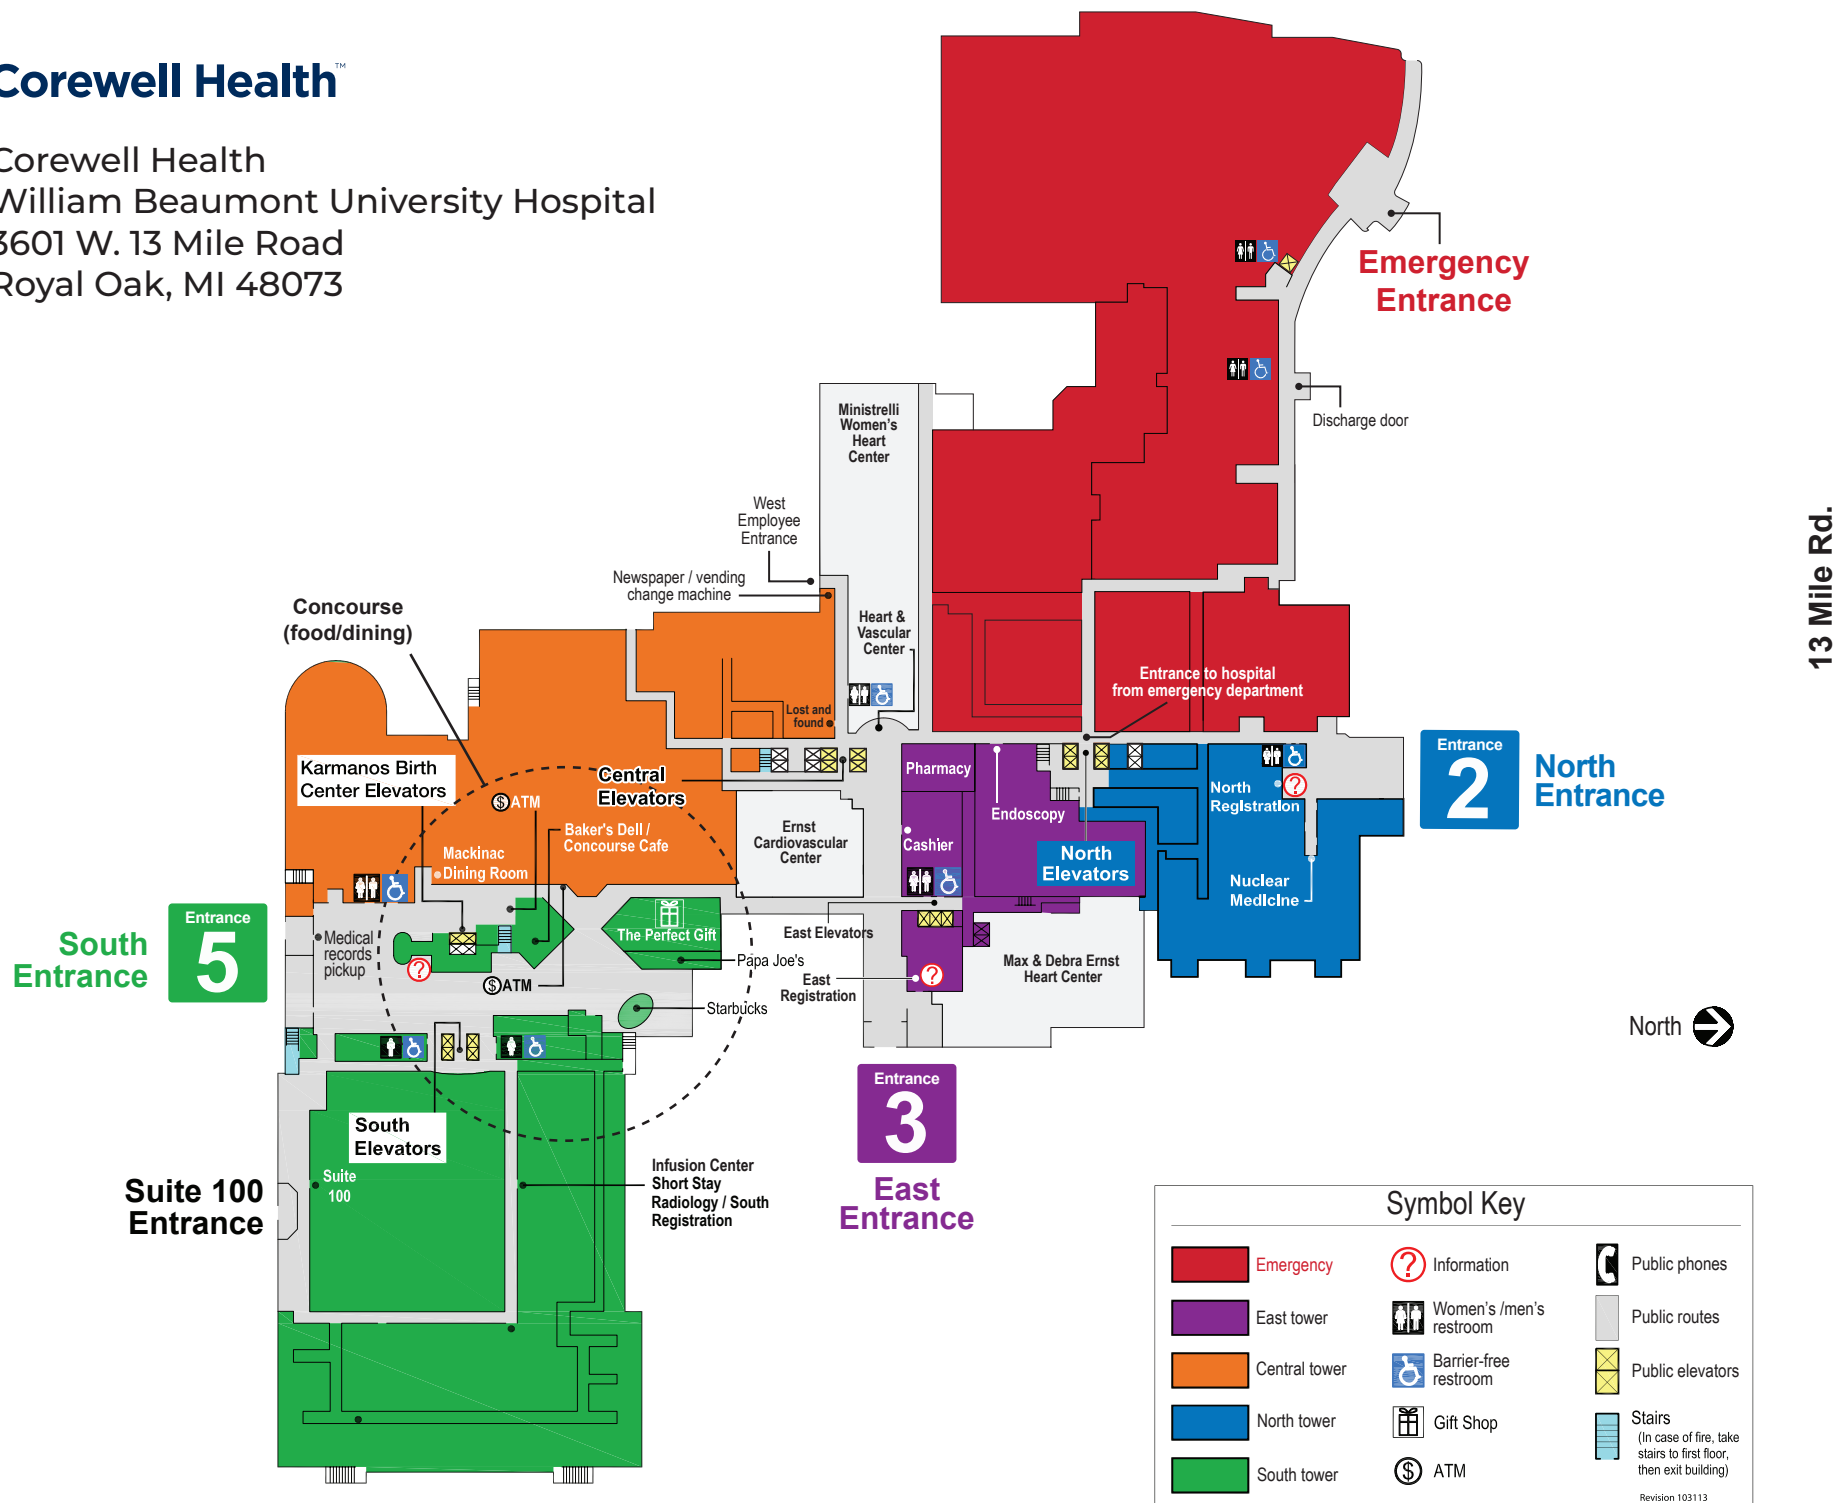 Corewell Health™
Corewell Health
William Beaumont University Hospital
3601 W. 13 Mile Road
Royal Oak, MI 48073
Emergency
Entrance
Discharge door
13 Mile Rd.
Ministrelli
Women's
Heart
Center
West
Employee
Entrance
Newspaper / vending
change machine
Heart &
Vascular
Center
Concourse
(food/dining)
Entrance to hospital
from emergency department
Lost and
found
Karmanos Birth
Center Elevators
Central
Elevators
$ ATM
Baker's Dell /
Concourse Cafe
Mackinac
Dining Room
Ernst
Cardiovascular
Center
Pharmacy
Cashier
Endoscopy
North
Elevators
North
Registration
?
Nuclear
Medicine
Entrance
2
North
Entrance
South
Entrance
Entrance
5
Medical
records
pickup
?
$ ATM
The Perfect Gift
Papa Joe's
Starbucks
East Elevators
East
Registration
?
Max & Debra Ernst
Heart Center
North
Entrance
3
East
Entrance
South
Elevators
Suite
100
Suite 100
Entrance
Infusion Center
Short Stay
Radiology / South
Registration
Symbol Key
Emergency
East tower
Central tower
North tower
South tower
? Information
Women's /men's
restroom
Barrier-free
restroom
Gift Shop
$ ATM
Public phones
Public routes
Public elevators
Stairs
(In case of fire, take
stairs to first floor,
then exit building)
Revision 103113